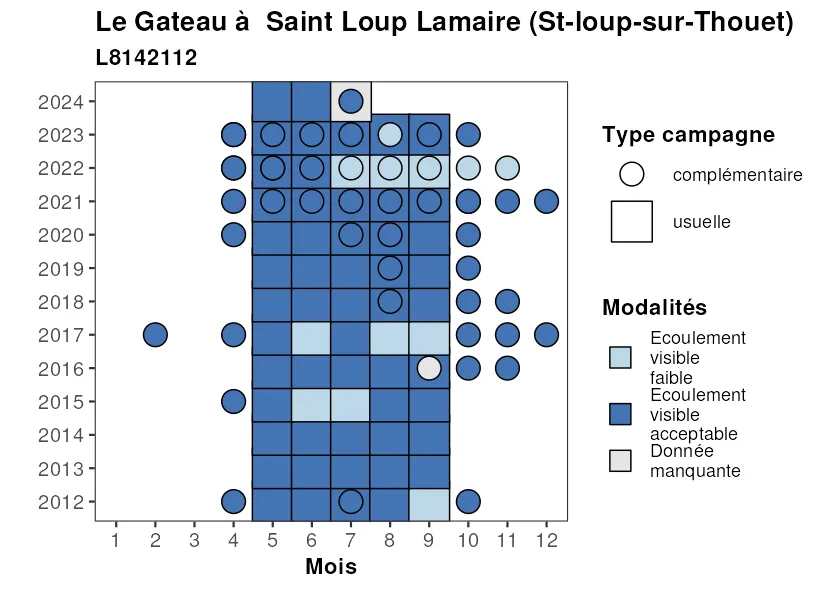 Le Gateau à  Saint Loup Lamaire (St-loup-sur-Thouet)
L8142112
2024
2023
2022
2021
2020
2019
2018
2017
2016
2015
2014
2013
2012
1 2 3 4 5 6 7 8 9 10 11 12
Mois
Type campagne
complémentaire
usuelle
Modalités
Ecoulement
visible
faible
Ecoulement
visible
acceptable
Donnée
manquante